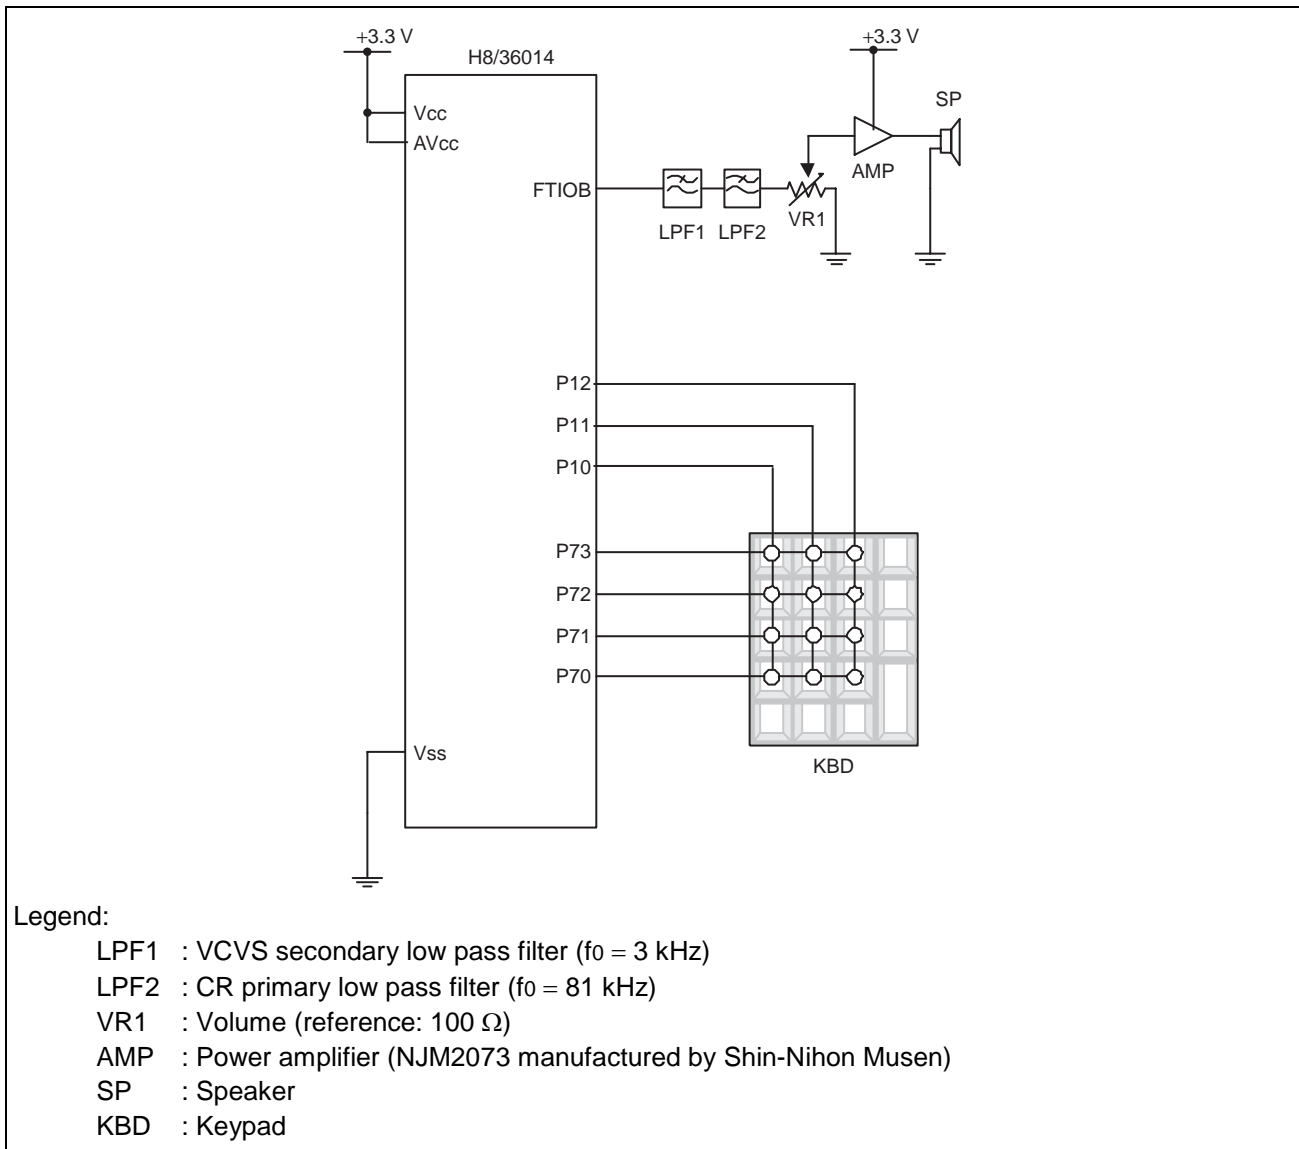 +3.3 V
+3.3 V
H8/36014
SP
Vcc
AVcc
AMP
FTIOB
VR1
LPF1 LPF2
P12
P11
P10
P73
P72
P71
P70
Vss
KBD
Legend:
LPF1 : VCVS secondary low pass filter (f0 = 3 kHz)
LPF2 : CR primary low pass filter (f0 = 81 kHz)
VR1 : Volume (reference: 100 Ω)
AMP : Power amplifier (NJM2073 manufactured by Shin-Nihon Musen)
SP : Speaker
KBD : Keypad